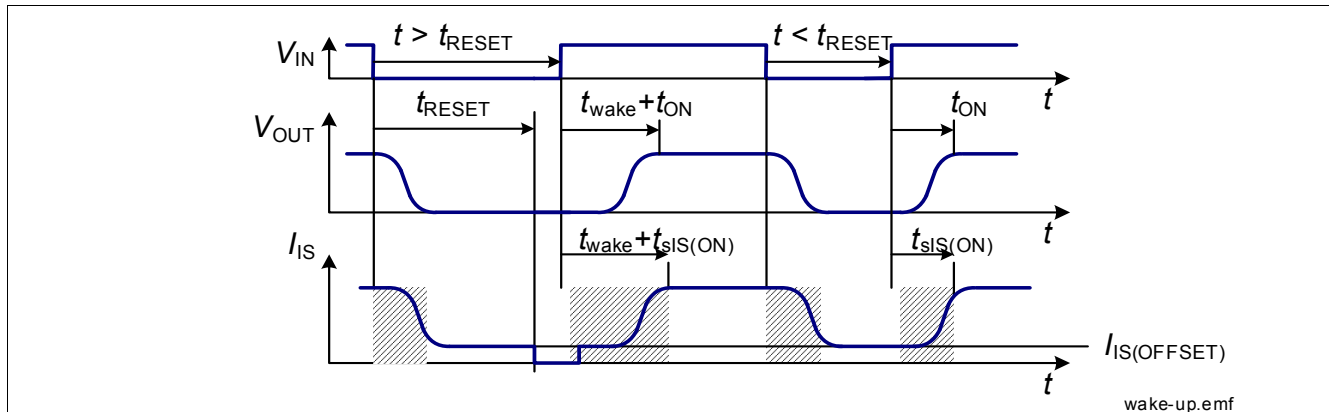 V_IN
t > t_RESET
t < t_RESET
t
V_OUT
t_RESET
t_wake+t_ON
t_ON
t
I_IS
t_wake+t_sIS(ON)
t_sIS(ON)
I_IS(OFFSET)
t
wake-up.emf